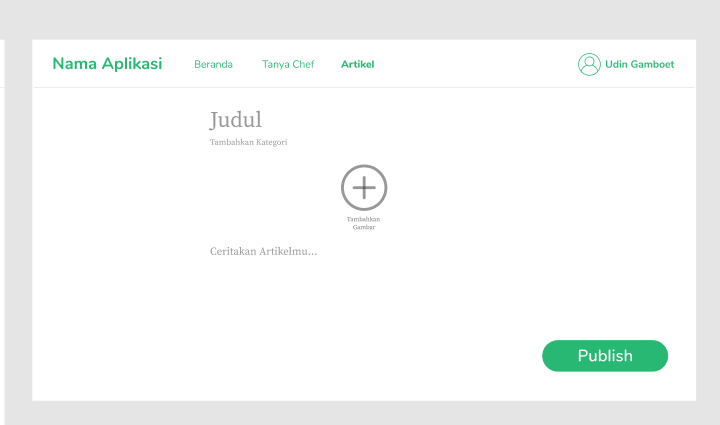 Nama Aplikasi Beranda Tanya Chef Artikel Udin Gamboet
Judul
Tambahkan Kategori
Tambahkan
Gambar
Ceritakan Artikelmu...
Publish